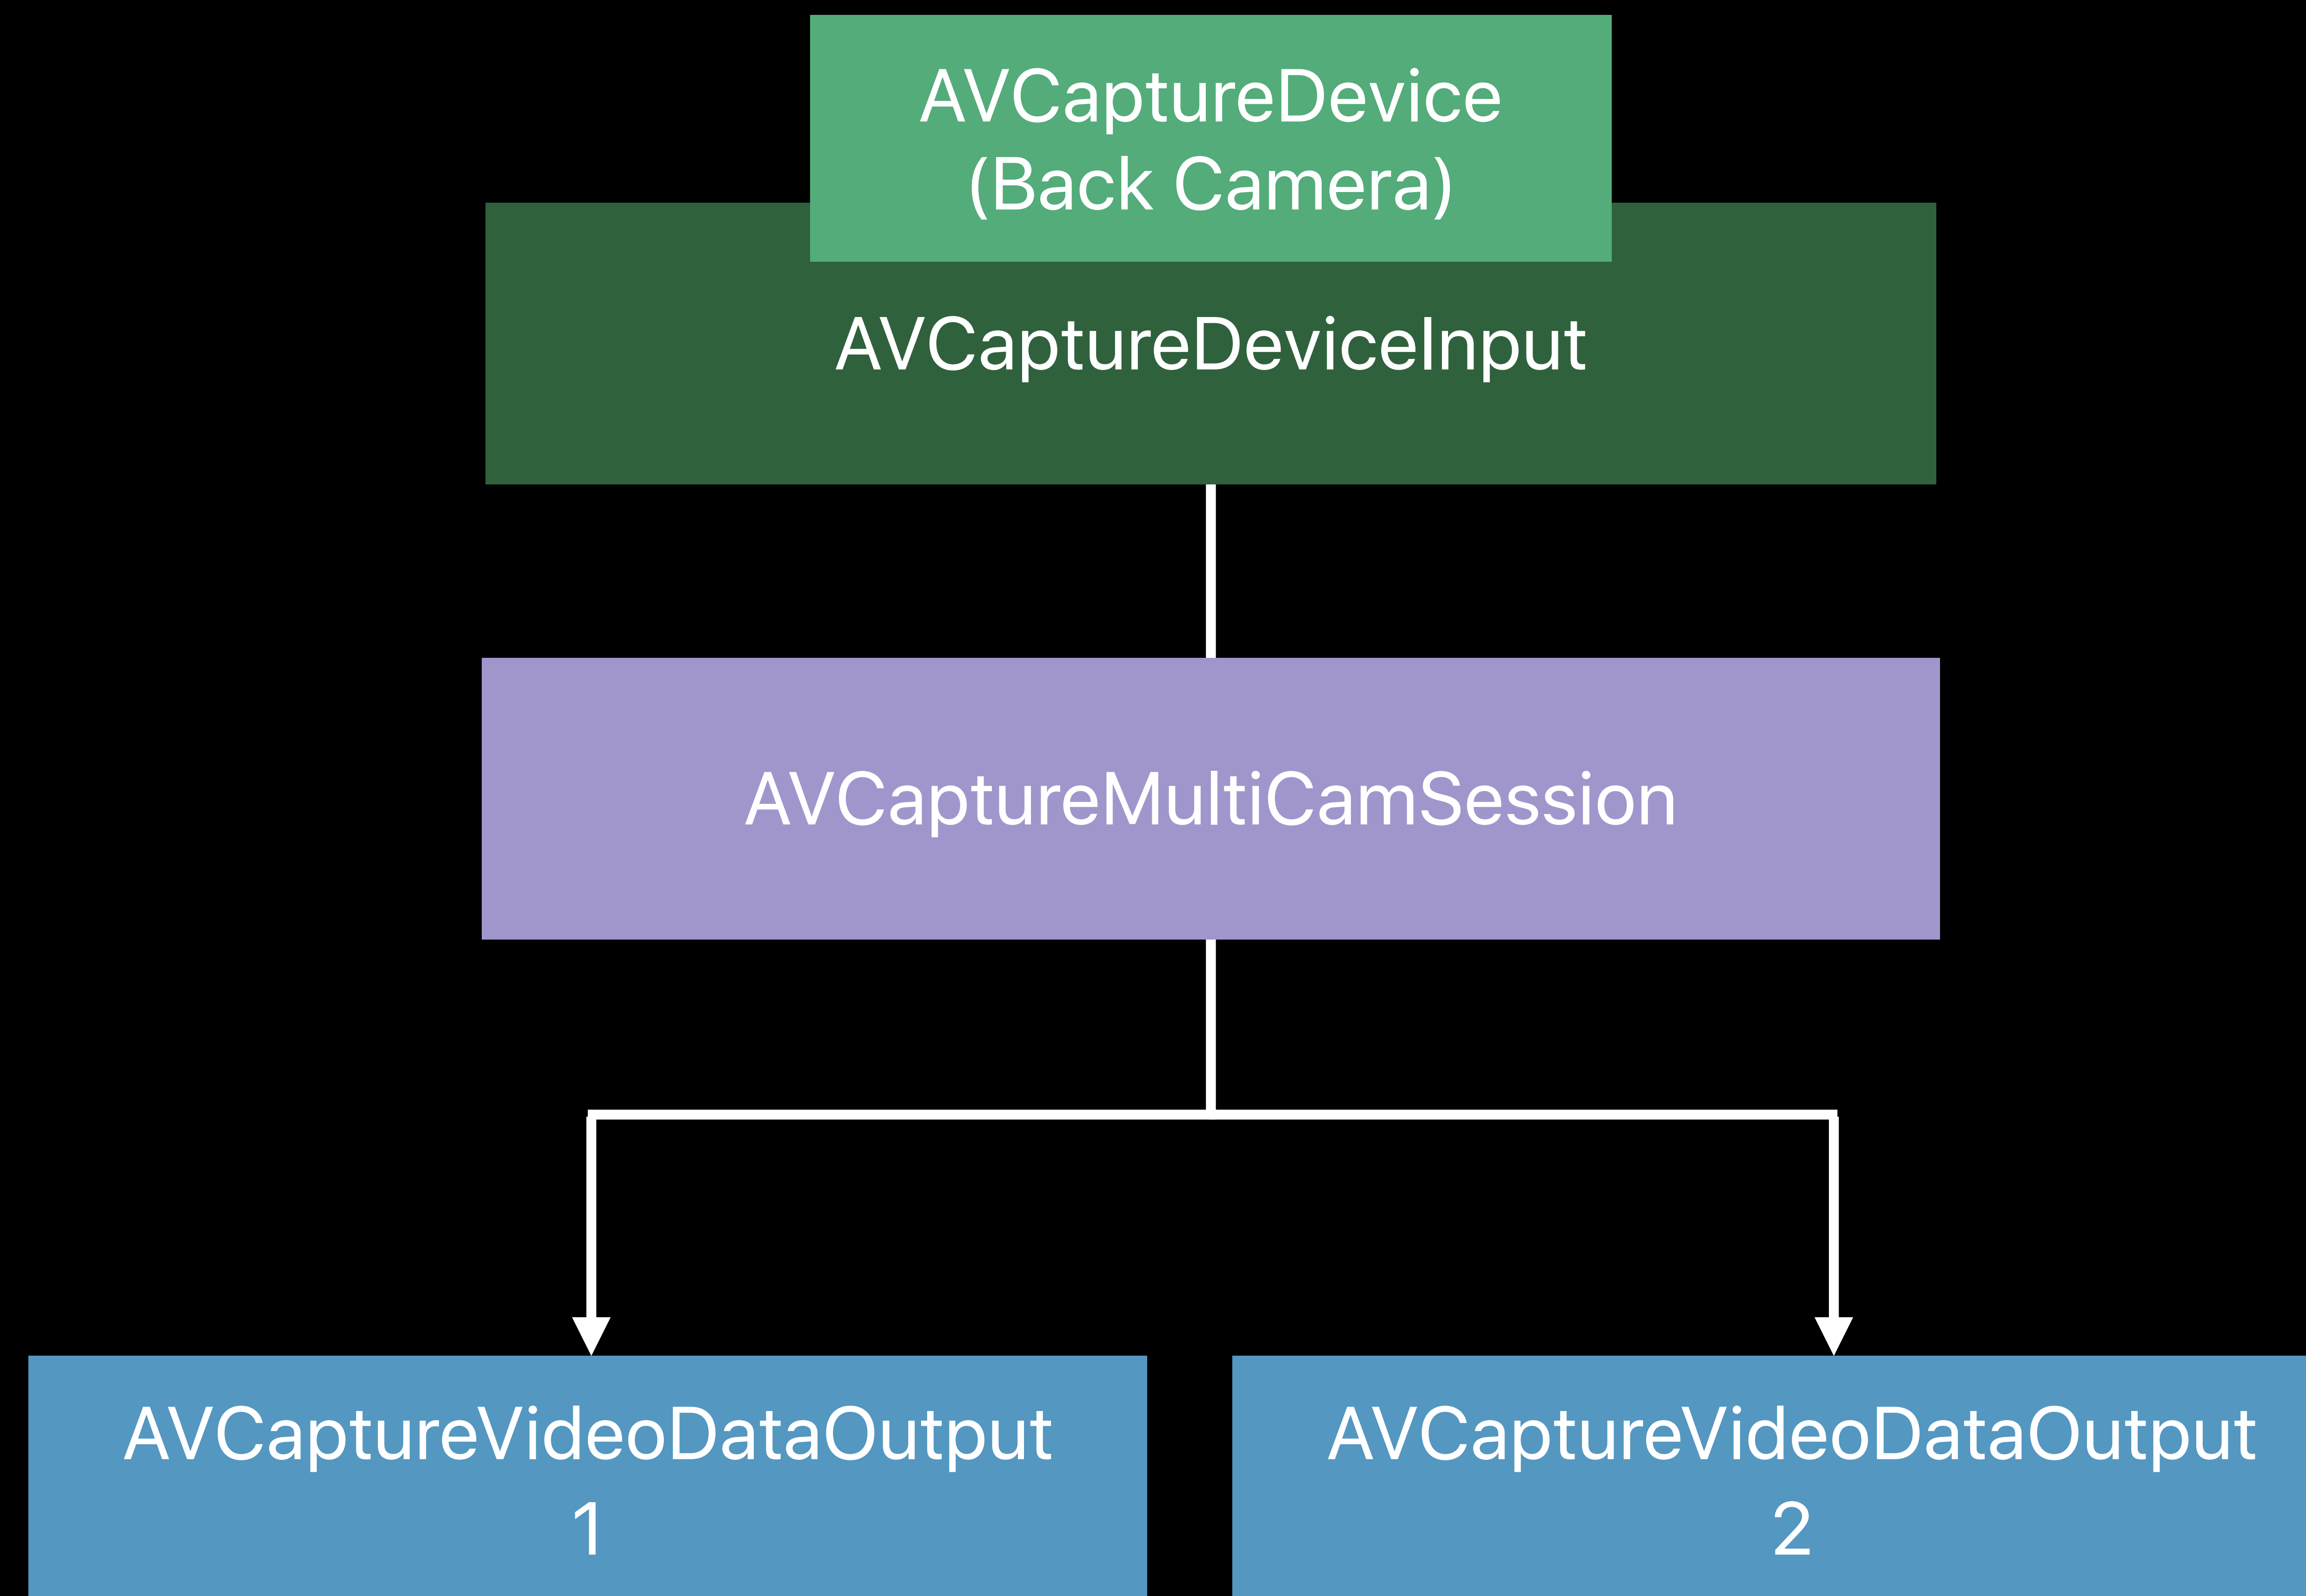 AVCaptureDevice
(Back Camera)
AVCaptureDeviceInput
AVCaptureMultiCamSession
AVCaptureVideoDataOutput
1
AVCaptureVideoDataOutput
2